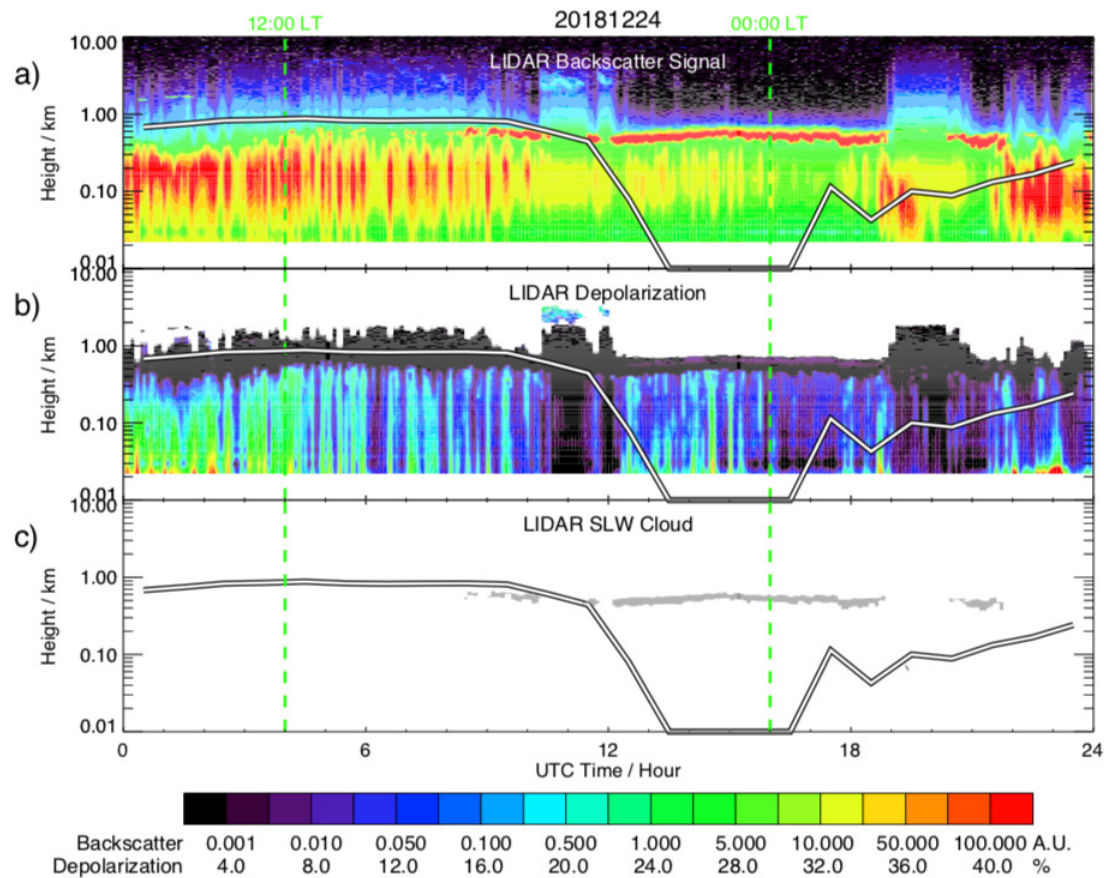 12:00 LT 20181224 00:00 LT
a)
LIDAR Backscatter Signal
Height / km
10.00
1.00
0.10
0.01
b)
LIDAR Depolarization
Height / km
10.00
1.00
0.10
0.01
c)
LIDAR SLW Cloud
Height / km
10.00
1.00
0.10
0.01
0 6 12 18 24
UTC Time / Hour
Backscatter 0.001 0.010 0.050 0.100 0.500 1.000 5.000 10.000 50.000 100.000 A.U.
Depolarization 4.0 8.0 12.0 16.0 20.0 24.0 28.0 32.0 36.0 40.0 %